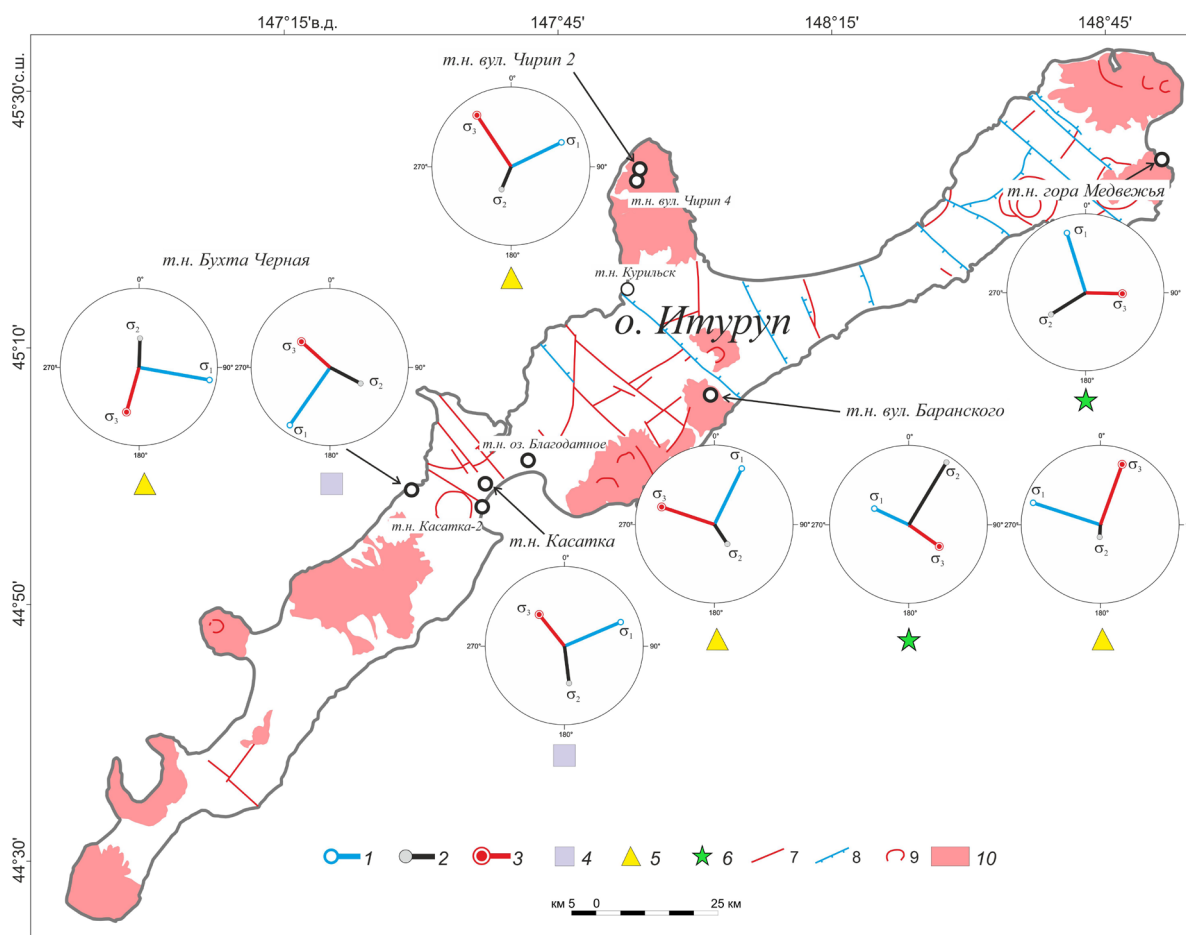 147°15'в.д.
147°45'
148°15'
148°45'
45°30'с.ш.
45°10'
44°50'
44°30'
т.н. вул. Чирип 2
0°
σ3
σ1
270°
90°
σ2
180°
т.н. вул. Чирип 4
т.н. гора Медвежья
0°
σ1
270°
90°
σ3
σ2
180°
т.н. Бухта Черная
0°
σ2
270°
90°
σ1
σ3
180°
0°
σ3
270°
90°
σ2
σ1
180°
т.н. Курильск
о. Итуруп
т.н. вул. Баранского
т.н. оз. Благодатное
т.н. Касатка-2
т.н. Касатка
0°
σ3
σ1
270°
90°
σ2
180°
σ1
σ3
270°
90°
σ2
180°
0°
σ2
σ1
270°
90°
σ3
180°
0°
σ3
σ1
270°
90°
σ2
180°
1
2
3
4
5
6
7
8
9
10
км 5 0 25 км